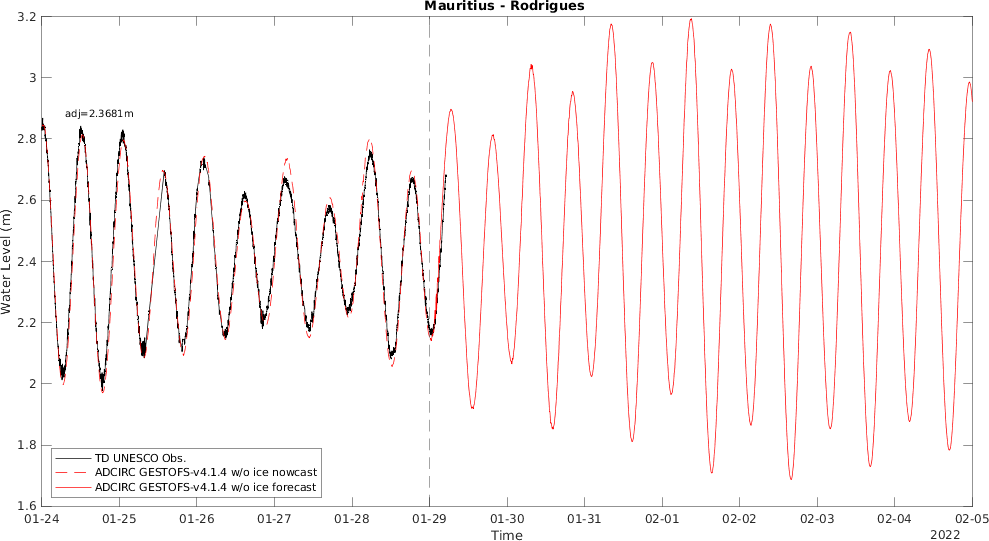 Mauritius - Rodrigues
3.2
3
2.8
2.6
2.4
2.2
2
1.8
1.6
Water Level (m)
adj=2.3681m
TD UNESCO Obs.
ADCIRC GESTOFS-v4.1.4 w/o ice nowcast
ADCIRC GESTOFS-v4.1.4 w/o ice forecast
01-24 01-25 01-26 01-27 01-28 01-29 01-30 01-31 02-01 02-02 02-03 02-04 02-05
Time
2022